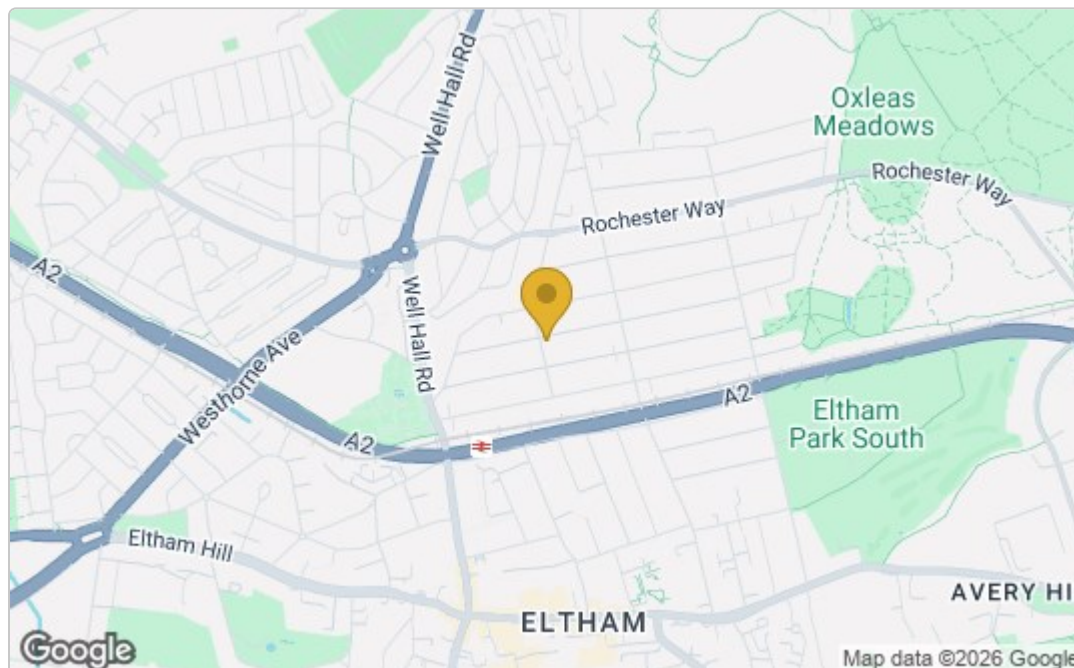 Well Hall Rd
Oxleas
Meadows
Rochester Way
Rochester Way
A2
Well Hall Rd
Westhorne Ave
A2
A2
Eltham
Park South
Eltham Hill
AVERY HI
ELTHAM
Google
Map data ©2026 Google